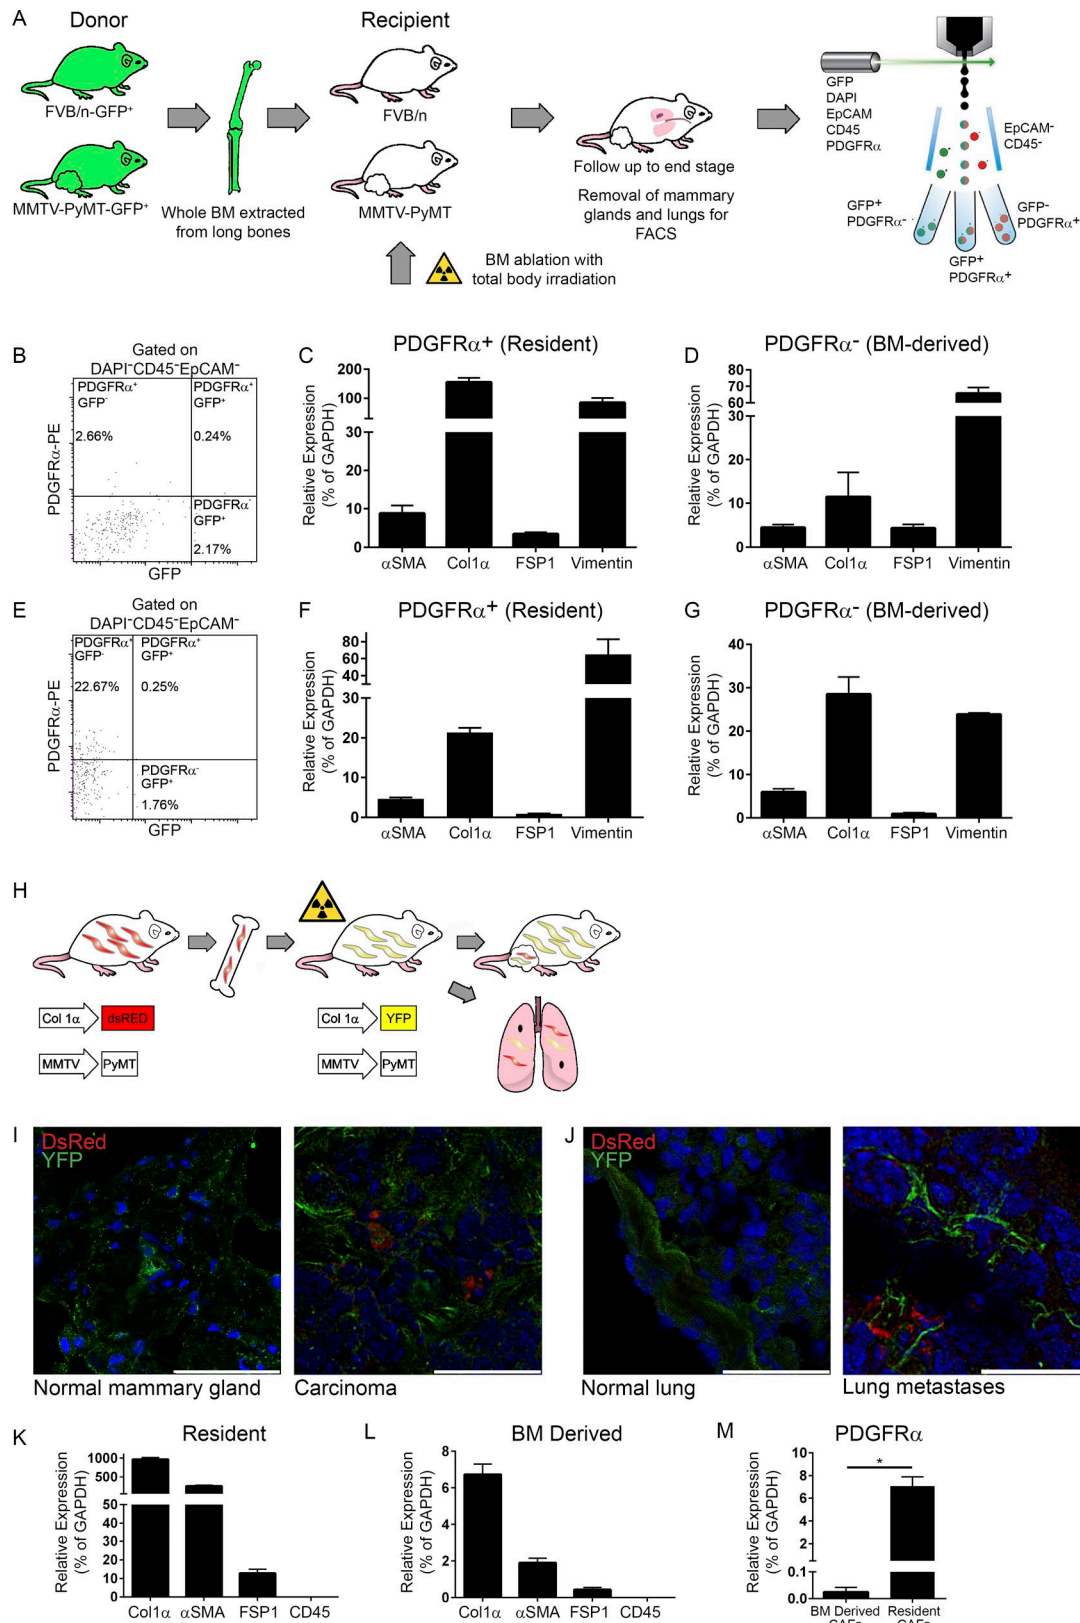 A
Donor
Recipient
FVB/n-GFP+
FVB/n
MMTV-PyMT-GFP+
MMTV-PyMT
Whole BM extracted
from long bones
BM ablation with
total body irradiation
Follow up to end stage
Removal of mammary
glands and lungs for
FACS
GFP
DAPI
EpCAM
CD45
PDGFRα
EpCAM-
CD45-
GFP+
PDGFRα-
GFP+
PDGFRα+
GFP-
PDGFRα+
B
Gated on
DAPI-CD45-EpCAM-
PDGFRα+
GFP-
2.66%
PDGFRα+
GFP+
0.24%
PDGFRα-
GFP+
2.17%
PDGFRα-PE
GFP
C
PDGFRα+ (Resident)
Relative Expression
(% of GAPDH)
200
100
30
20
10
0
αSMA Col1α FSP1 Vimentin
D
PDGFRα- (BM-derived)
Relative Expression
(% of GAPDH)
80
70
60
30
20
10
0
αSMA Col1α FSP1 Vimentin
E
Gated on
DAPI-CD45-EpCAM-
PDGFRα+
GFP-
22.67%
PDGFRα+
GFP+
0.25%
PDGFRα-
GFP+
1.76%
PDGFRα-PE
GFP
F
PDGFRα+ (Resident)
Relative Expression
(% of GAPDH)
80
60
40
30
20
10
0
αSMA Col1α FSP1 Vimentin
G
PDGFRα- (BM-derived)
Relative Expression
(% of GAPDH)
40
30
20
10
0
αSMA Col1α FSP1 Vimentin
H
Col 1α dsRED
MMTV PyMT
Col 1α YFP
MMTV PyMT
I
DsRed
YFP
Normal mammary gland
Carcinoma
J
DsRed
YFP
Normal lung
Lung metastases
K
Resident
Relative Expression
(% of GAPDH)
1000
500
50
40
30
20
10
0
Col1α αSMA FSP1 CD45
L
BM Derived
Relative Expression
(% of GAPDH)
8
6
4
2
0
Col1α αSMA FSP1 CD45
M
PDGFRα
*
Relative Expression
(% of GAPDH)
10
8
6
4
2
0.1
0.0
BM Derived
Resident